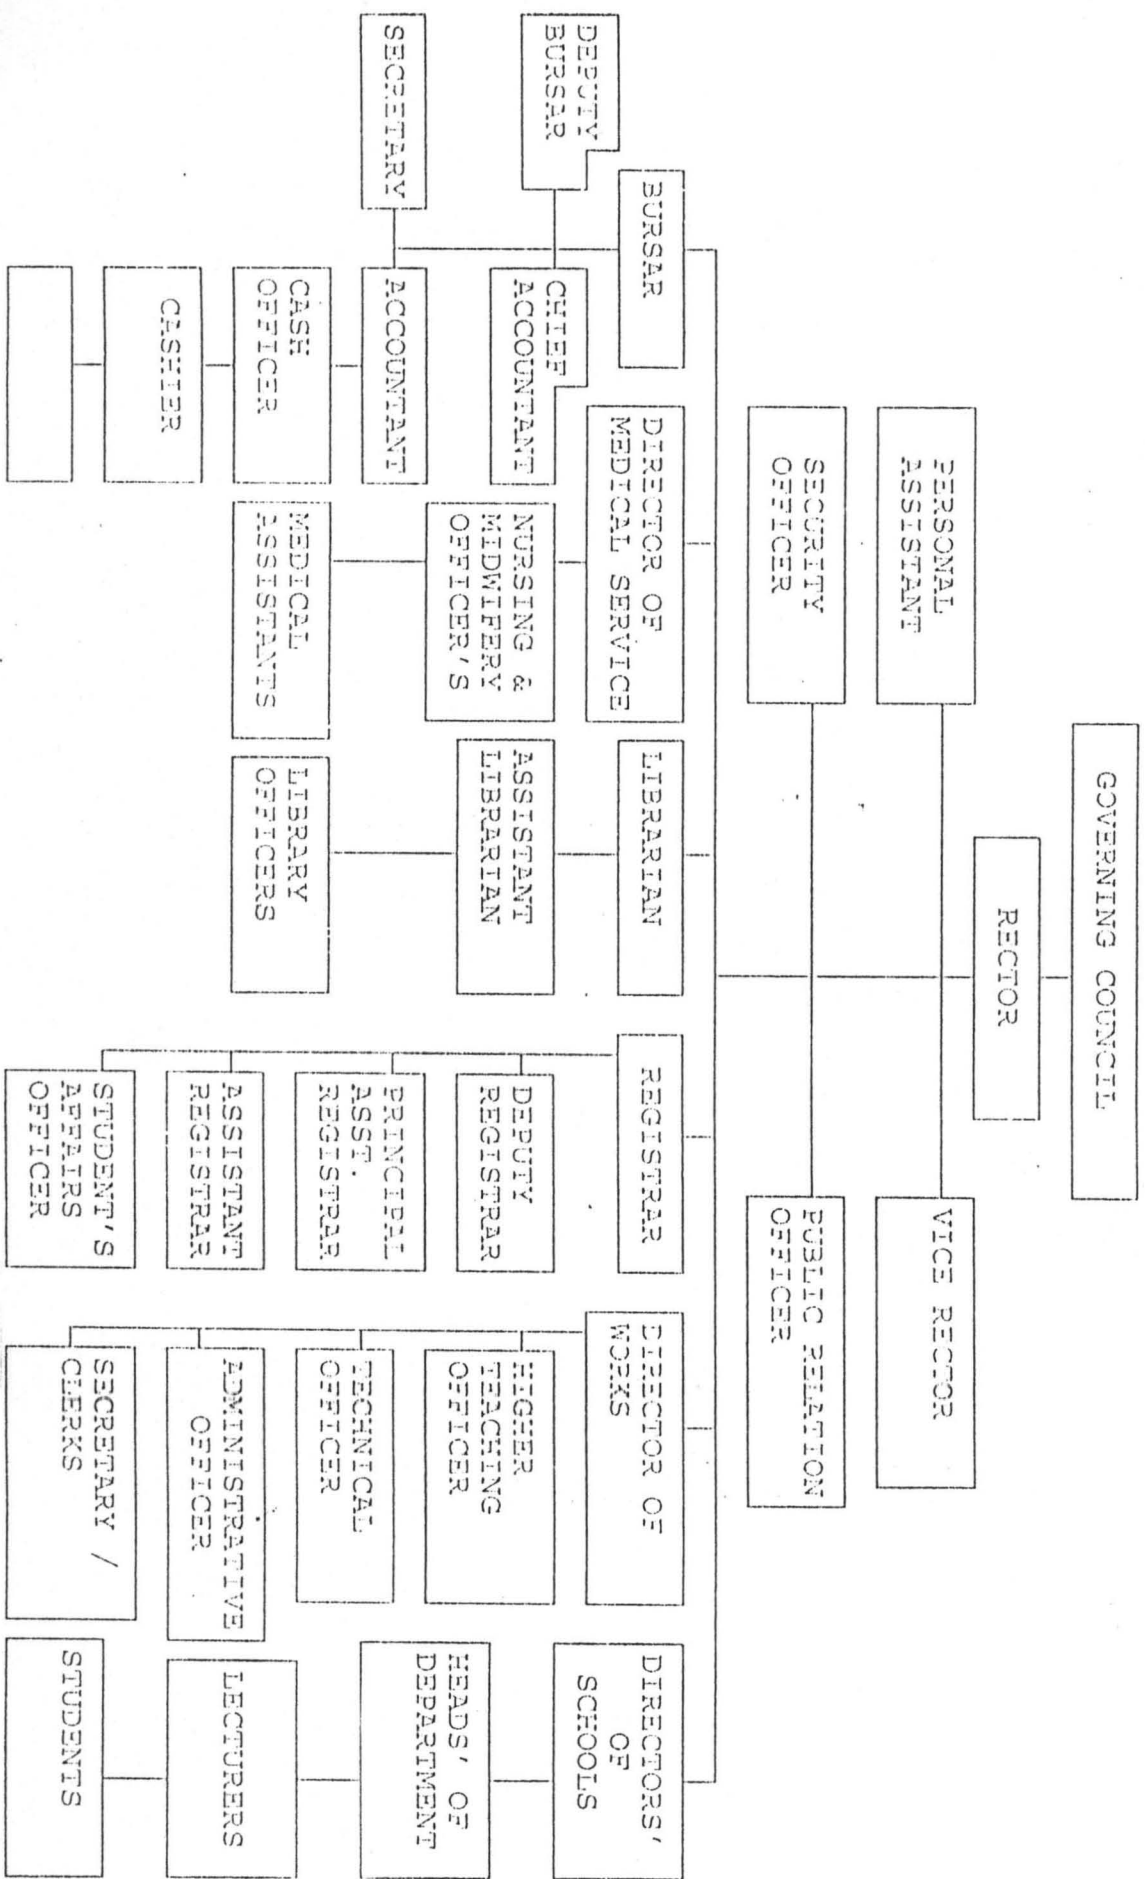 GOVERNING COUNCIL
RECTOR
PERSONAL
ASSISTANT
VICE RECTOR
SECURITY
OFFICER
PUBLIC RELATION
OFFICER
BURSAR
DIRECTOR OF
MEDICAL SERVICE
LIBRARIAN
REGISTRAR
DIRECTOR OF
WORKS
DIRECTORS'
OF
SCHOOLS
DEPUTY
BURSAR
CHIEF
ACCOUNTANT
NURSING &
MIDWIFERY
OFFICER'S
ASSISTANT
LIBRARIAN
DEPUTY
REGISTRAR
HIGHER
TEACHING
OFFICER
HEADS' OF
DEPARTMENT
SECRETARY
ACCOUNTANT
PRINCIPAL
ASST.
REGISTRAR
TECHNICAL
OFFICER
CASH
OFFICER
MEDICAL
ASSISTANTS
LIBRARY
OFFICERS
ASSISTANT
REGISTRAR
ADMINISTRATIVE
OFFICER
LECTURERS
CASHIER
STUDENT'S
AFFAIRS
OFFICER
SECRETARY /
CLERKS
STUDENTS